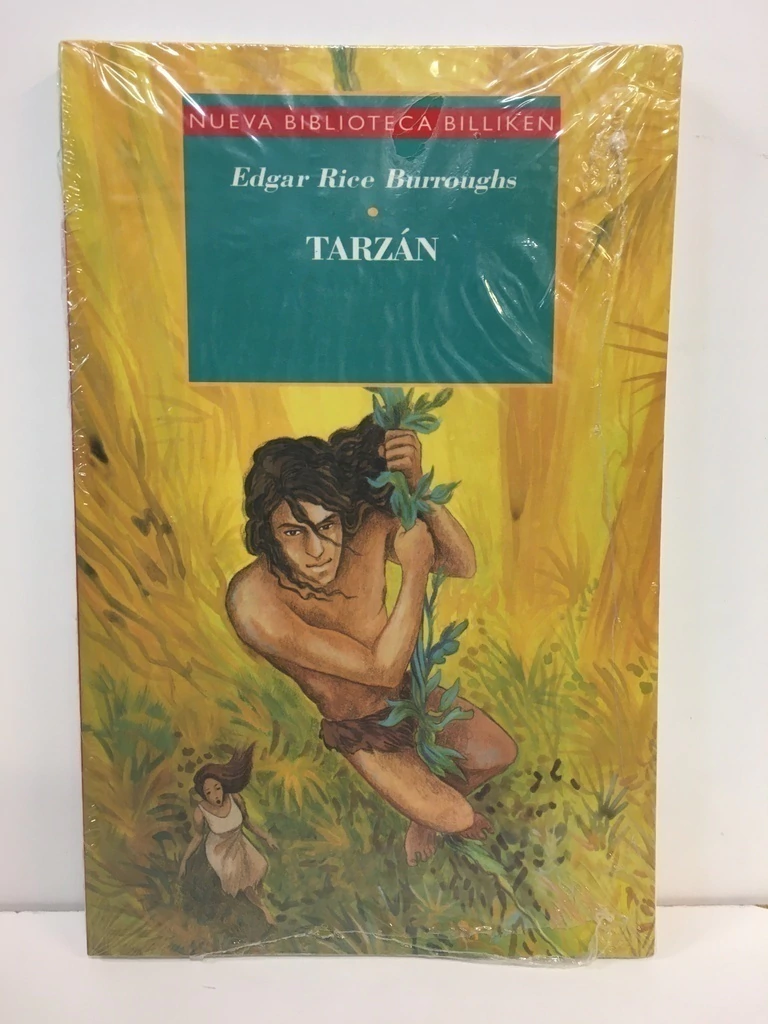 NUEVA BIBLIOTECA BILLIKEN
Edgar Rice Burroughs
TARZÁN